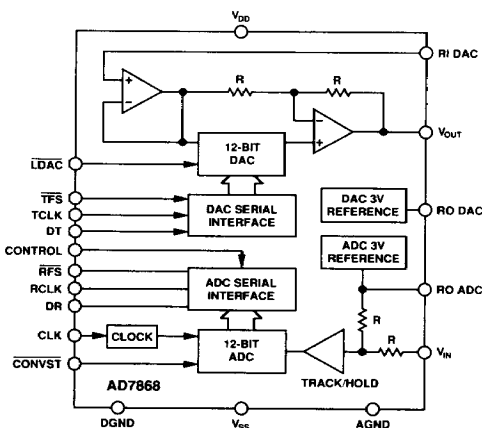 VDD
RI DAC
R
R
+
−
−
+
VOUT
12-BIT
DAC
LDAC
TFS
TCLK
DT
DAC SERIAL
INTERFACE
DAC 3V
REFERENCE
RO DAC
CONTROL
RFS
RCLK
DR
ADC SERIAL
INTERFACE
ADC 3V
REFERENCE
RO ADC
R
R
CLK
CLOCK
12-BIT
ADC
TRACK/HOLD
VIN
CONVST
AD7868
DGND
VSS
AGND